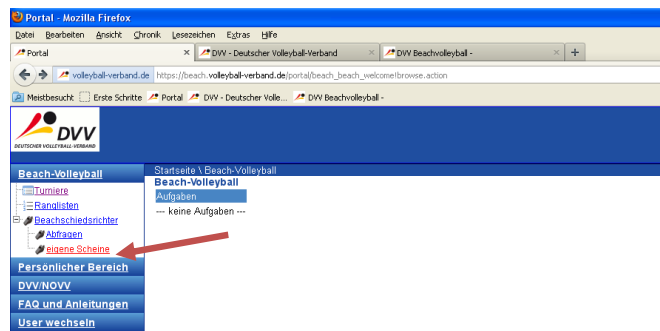 Portal - Mozilla Firefox
Datei Bearbeiten Ansicht Chronik Lesezeichen Extras Hilfe
Portal × DVV - Deutscher Volleyball-Verband × DVV Beachvolleyball - × +
volleyball-verband.de https://beach.volleyball-verband.de/portal/beach_beach_welcome!browse.action
Meistbesucht Erste Schritte Portal DVV - Deutscher Volle... DVV Beachvolleyball -
DVV
DEUTSCHER VOLLEYBALL-VERBAND
Beach-Volleyball
Turniere
Ranglisten
Beachschiedsrichter
Abfragen
eigene Scheine
Persönlicher Bereich
DVV/NOVV
FAQ und Anleitungen
User wechseln
Startseite \ Beach-Volleyball
Beach-Volleyball
Aufgaben
--- keine Aufgaben ---